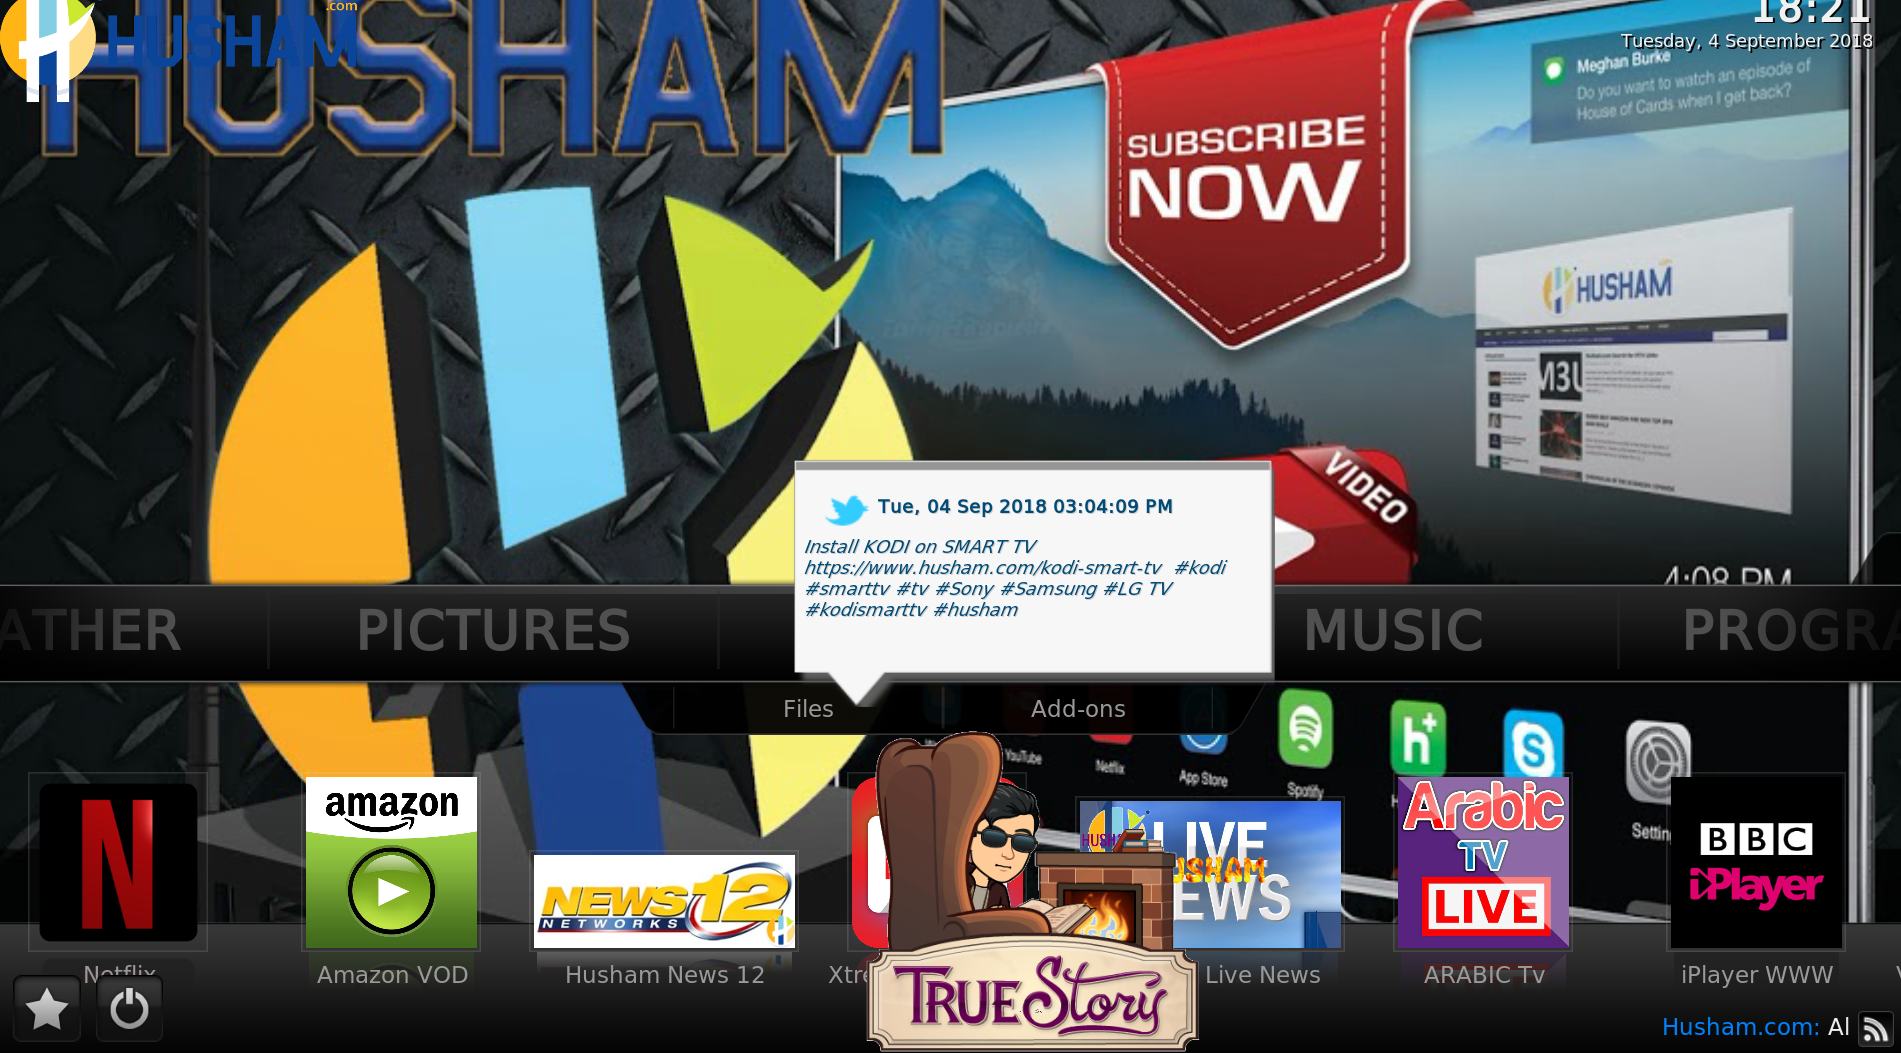 .com
HUSHAM
HUSHAM
18:21
Tuesday, 4 September 2018
Meghan Burke
Do you want to watch an episode of
House of Cards when I get back?
SUBSCRIBE
NOW
HUSHAM
M3U
VIDEO
Tue, 04 Sep 2018 03:04:09 PM
Install KODI on SMART TV
https://www.husham.com/kodi-smart-tv #kodi
#smarttv #tv #Sony #Samsung #LG TV
#kodismarttv #husham
4:08 PM
ATHER
PICTURES
MUSIC
PROGRA
Files
Add-ons
YouTube
Netflix
App Store
Spotify
Setting
N
amazon
NEWS 12
NETWORKS
HUSHAM
LIVE
HUSHAM
NEWS
Arabic
TV
LIVE
BBC
iPlayer
Netflix
Amazon VOD
Husham News 12
Xtre
Live News
ARABIC Tv
iPlayer WWW
TRUE Story
Husham.com: Al